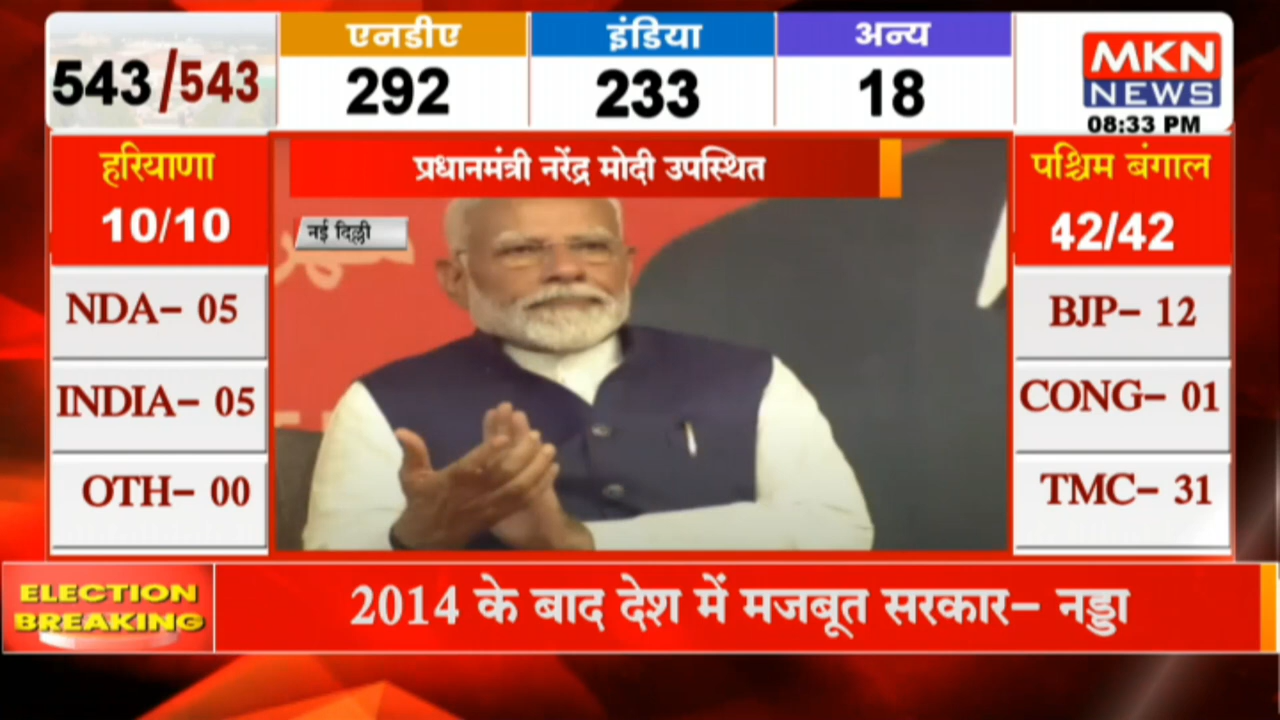 543/543
एनडीए
292
इंडिया
233
अन्य
18
MKN
NEWS
08:33 PM
हरियाणा
10/10
NDA- 05
INDIA- 05
OTH- 00
प्रधानमंत्री नरेंद्र मोदी उपस्थित
नई दिल्ली
पश्चिम बंगाल
42/42
BJP- 12
CONG- 01
TMC- 31
ELECTION
BREAKING
2014 के बाद देश में मजबूत सरकार- नड्डा